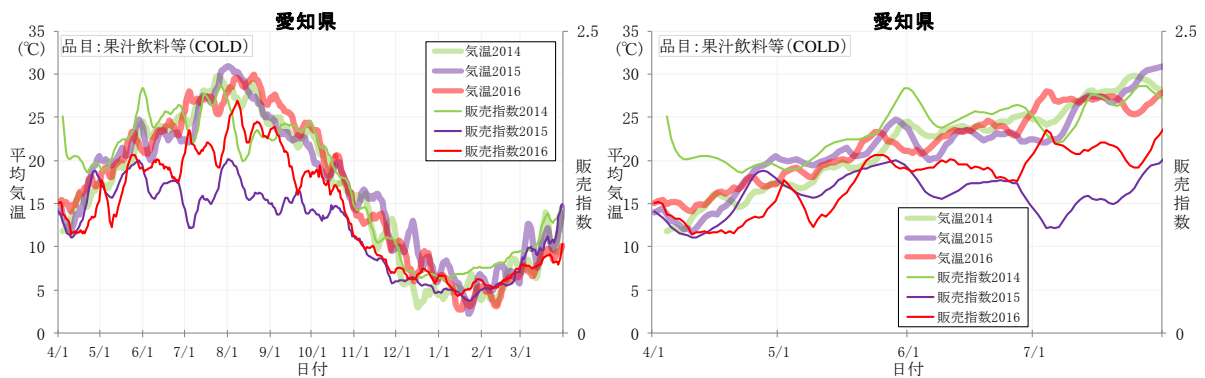 愛知県
35
30
25
20
15
10
5
0
(℃)
平均気温
品目:果汁飲料等(COLD)
気温2014
気温2015
気温2016
販売指数2014
販売指数2015
販売指数2016
2.5
0
販売指数
4/1 5/1 6/1 7/1 8/1 9/1 10/1 11/1 12/1 1/1 2/1 3/1
日付
愛知県
35
30
25
20
15
10
5
0
(℃)
平均気温
品目:果汁飲料等(COLD)
気温2014
気温2015
気温2016
販売指数2014
販売指数2015
販売指数2016
2.5
0
販売指数
4/1 5/1 6/1 7/1
日付